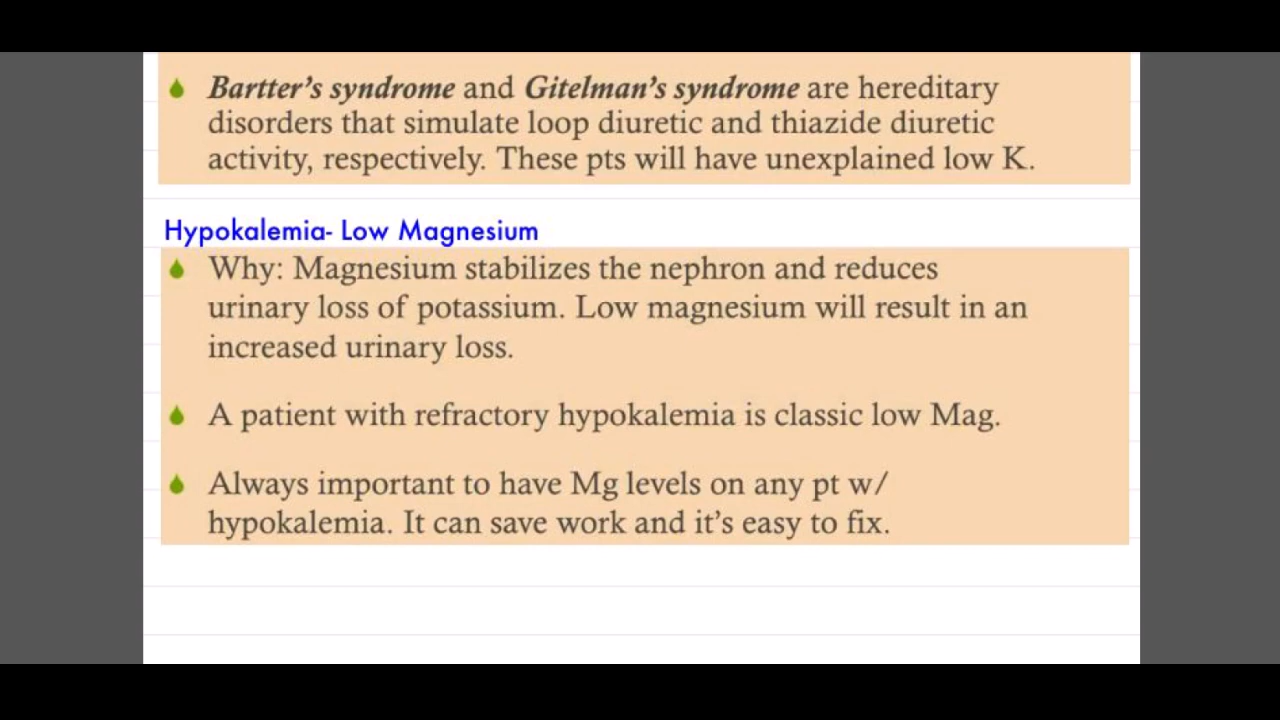 Bartter's syndrome and Gitelman's syndrome are hereditary
disorders that simulate loop diuretic and thiazide diuretic
activity, respectively. These pts will have unexplained low K.
Hypokalemia- Low Magnesium
Why: Magnesium stabilizes the nephron and reduces
urinary loss of potassium. Low magnesium will result in an
increased urinary loss.
A patient with refractory hypokalemia is classic low Mag.
Always important to have Mg levels on any pt w/
hypokalemia. It can save work and it's easy to fix.